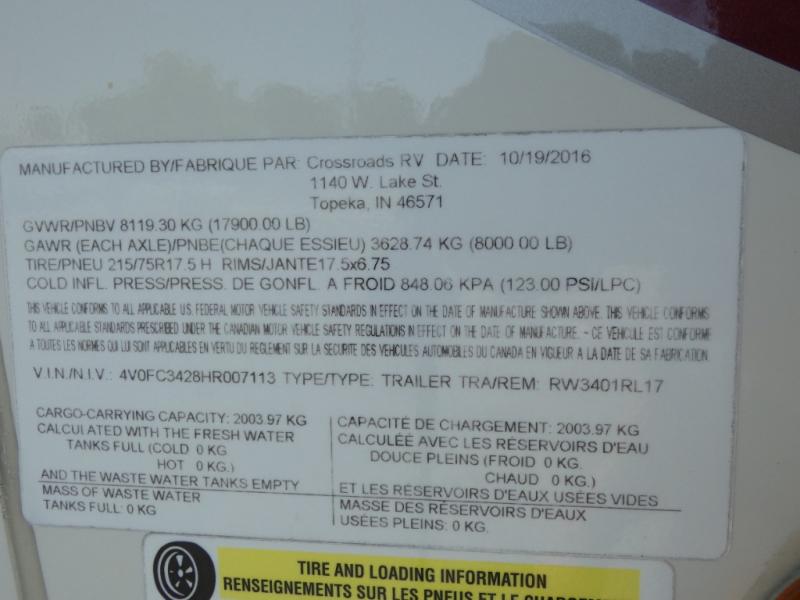 MANUFACTURED BY/FABRIQUE PAR: Crossroads RV DATE: 10/19/2016
1140 W. Lake St.
Topeka, IN 46571
GVWR/PNBV 8119.30 KG (17900.00 LB)
GAWR (EACH AXLE)/PNBE(CHAQUE ESSIEU) 3628.74 KG (8000.00 LB)
TIRE/PNEU 215/75R17.5 H RIMS/JANTE17.5x6.75
COLD INFL. PRESS/PRESS. DE GONFL. A FROID 848.06 KPA (123.00 PSI/LPC)
THIS VEHICLE CONFORMS TO ALL APPLICABLE U.S. FEDERAL MOTOR VEHICLE SAFETY STANDARDS IN EFFECT ON THE DATE OF MANUFACTURE SHOWN ABOVE. THIS VEHICLE CONFORMS
TO ALL APPLICABLE STANDARDS PRESCRIBED UNDER THE CANADIAN MOTOR VEHICLE SAFETY REGULATIONS IN EFFECT ON THE DATE OF MANUFACTURE. - CE VEHICULE EST CONFORME
A TOUTES LES NORMES QUI LUI SONT APPLICABLES EN VERTU DU REGLEMENT SUR LA SECURITE DES VEHICULES AUTOMOBILES DU CANADA EN VIGUEUR A LA DATE DE SA FABRICATION
V.I.N./N.I.V.: 4V0FC3428HR007113 TYPE/TYPE: TRAILER TRA/REM: RW3401RL17
CARGO-CARRYING CAPACITY: 2003.97 KG
CALCULATED WITH THE FRESH WATER
TANKS FULL (COLD 0 KG
HOT 0 KG.)
AND THE WASTE WATER TANKS EMPTY
MASS OF WASTE WATER
TANKS FULL: 0 KG
CAPACITÉ DE CHARGEMENT: 2003.97 KG
CALCULÉE AVEC LES RÉSERVOIRS D'EAU
DOUCE PLEINS (FROID 0 KG.
CHAUD 0 KG.)
ET LES RÉSERVOIRS D'EAUX USÉES VIDES
MASSE DES RÉSERVOIRS D'EAUX
USÉES PLEINS: 0 KG.
TIRE AND LOADING INFORMATION
RENSEIGNEMENTS SUR LES PNEUS ET LE CHARGEMENT